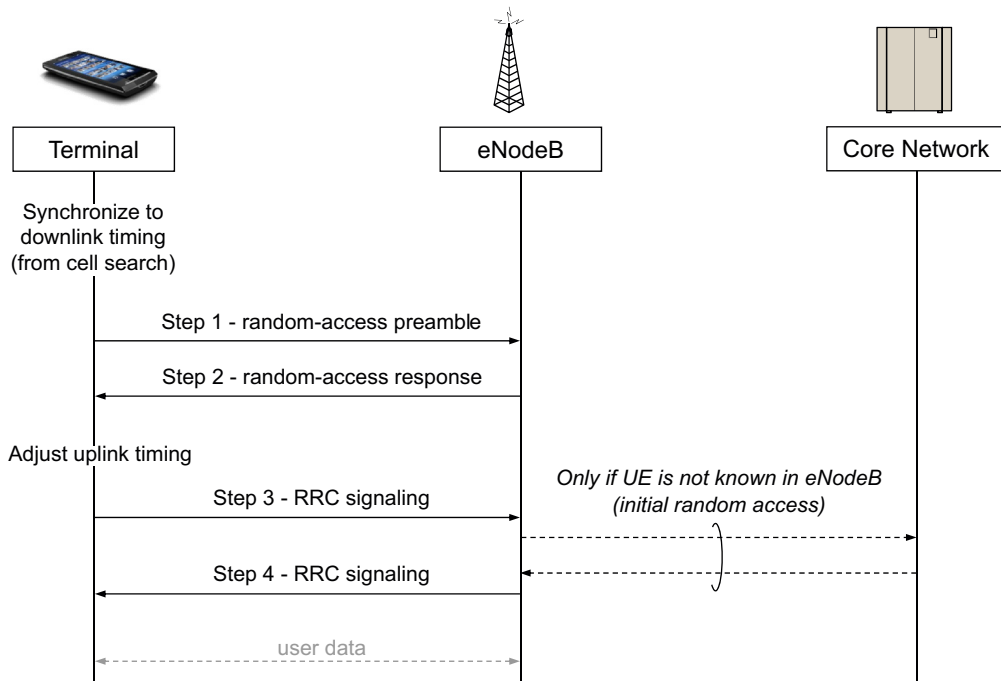 Terminal
eNodeB
Core Network
Synchronize to
downlink timing
(from cell search)
Step 1 - random-access preamble
Step 2 - random-access response
Adjust uplink timing
Only if UE is not known in eNodeB
(initial random access)
Step 3 - RRC signaling
Step 4 - RRC signaling
user data